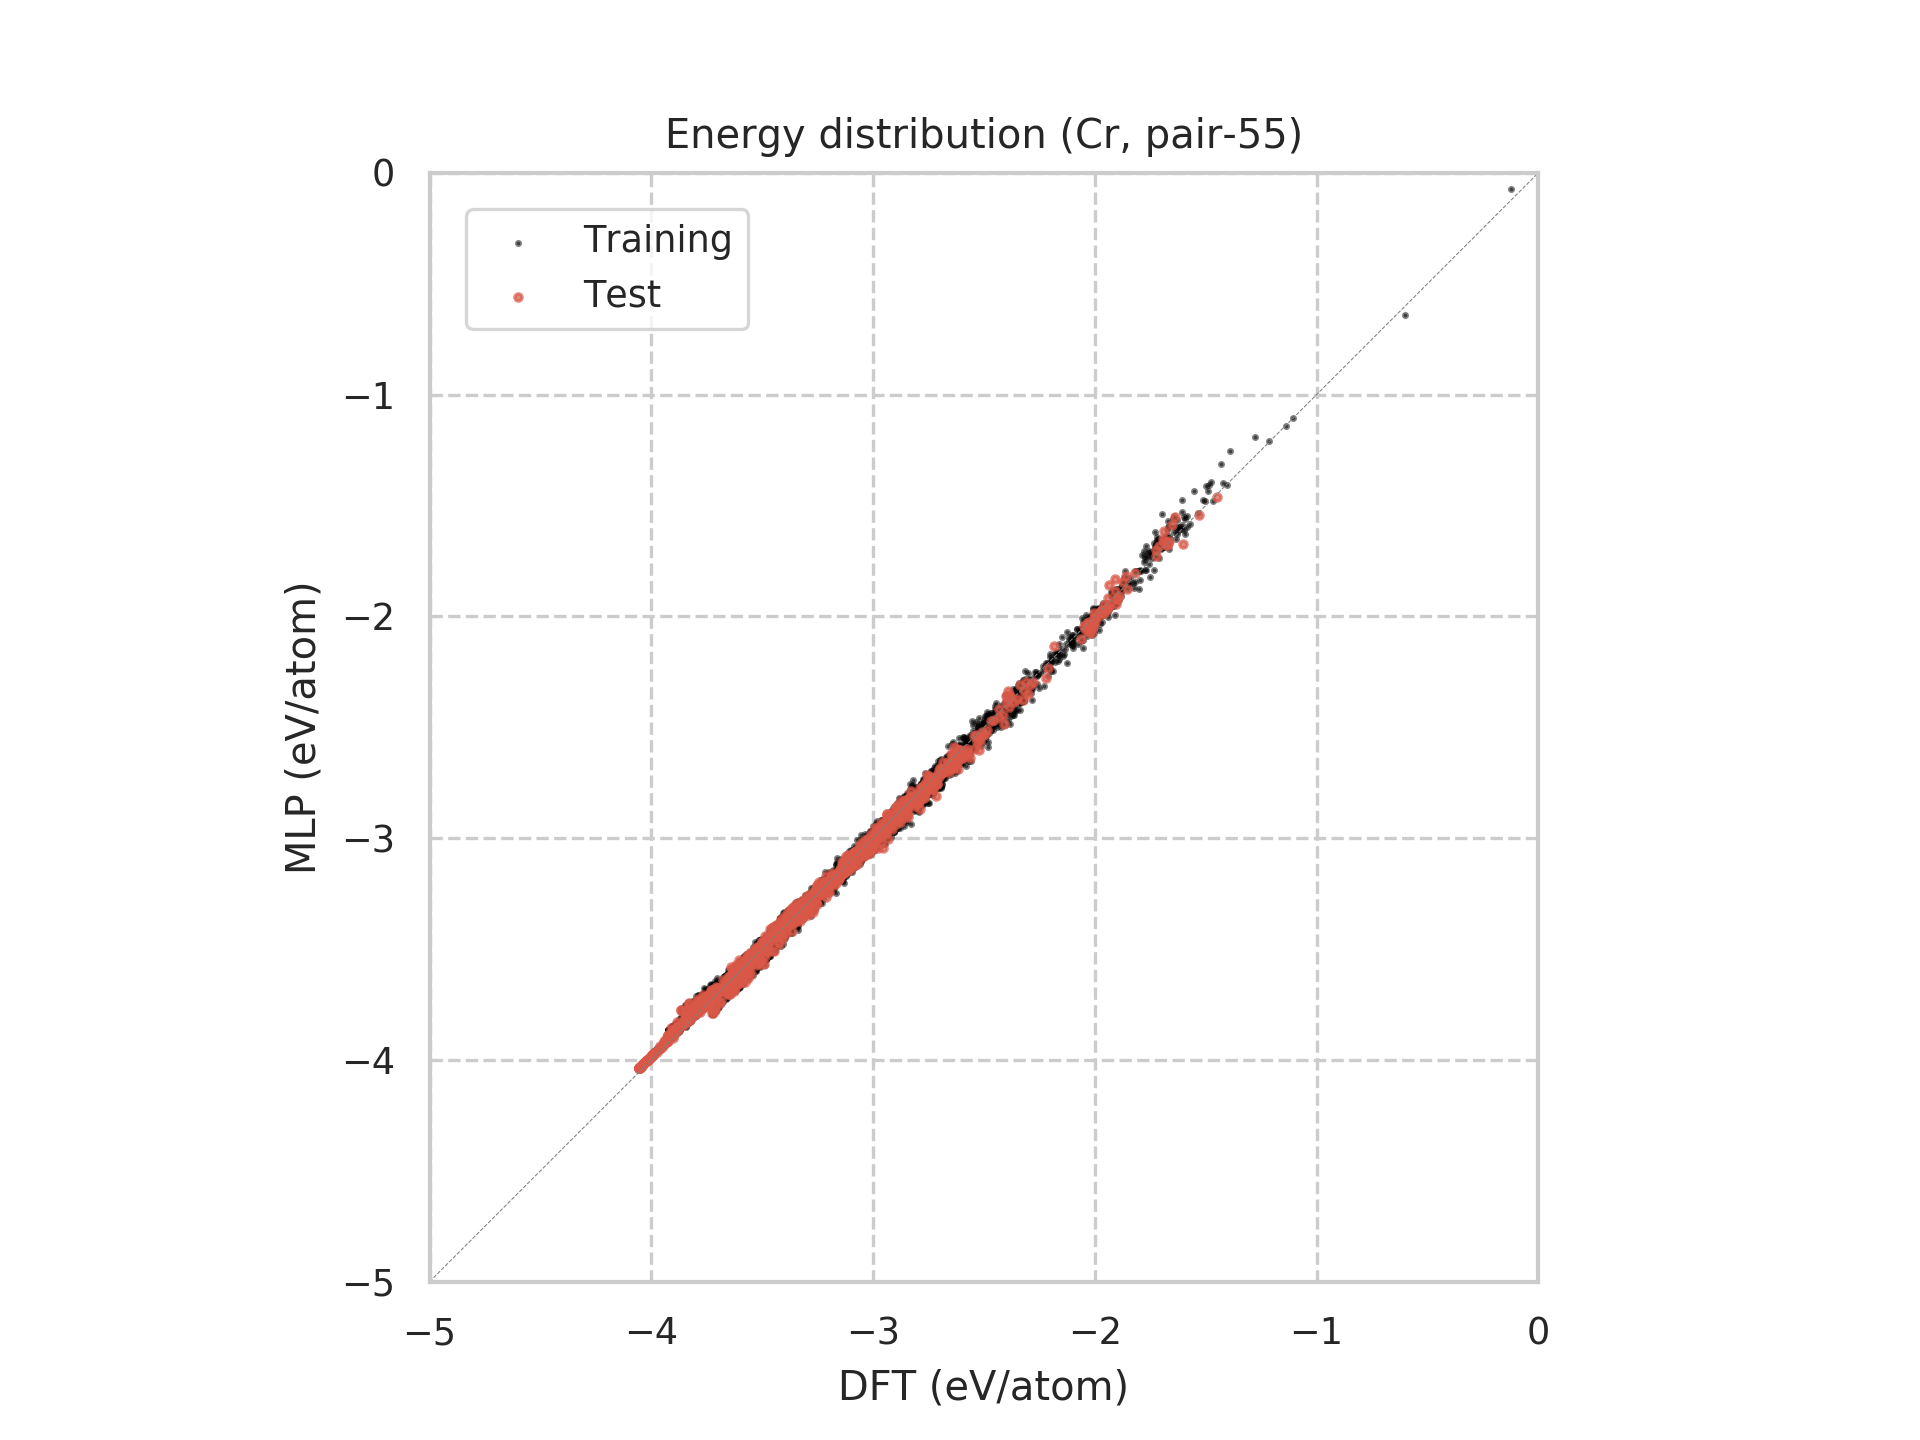 Energy distribution (Cr, pair-55)
Training
Test
MLP (eV/atom)
0
−1
−2
−3
−4
−5
−5 −4 −3 −2 −1 0
DFT (eV/atom)